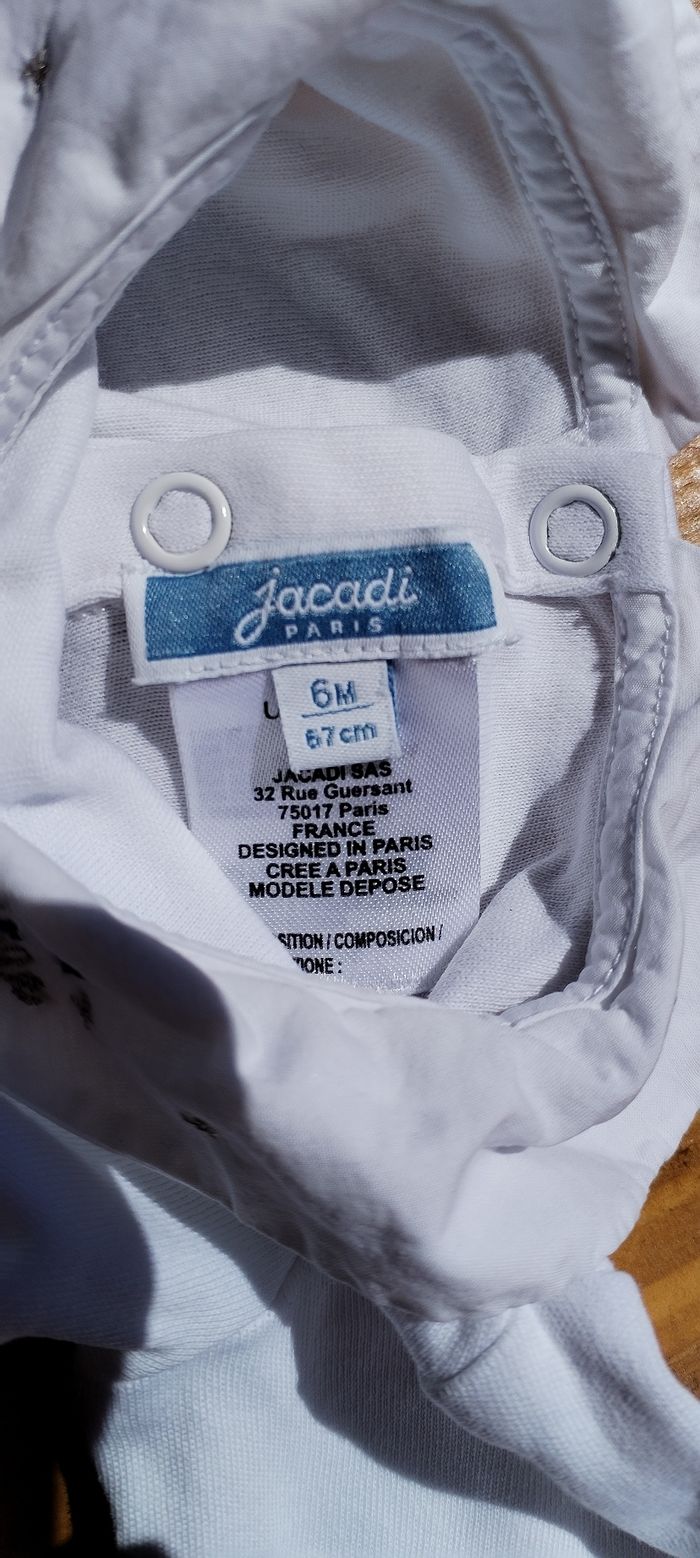 jacadi
PARIS
6M
67cm
JACADI SAS
32 Rue Guersant
75017 Paris
FRANCE
DESIGNED IN PARIS
CREE A PARIS
MODELE DEPOSE
SITION / COMPOSICION /
IONE :